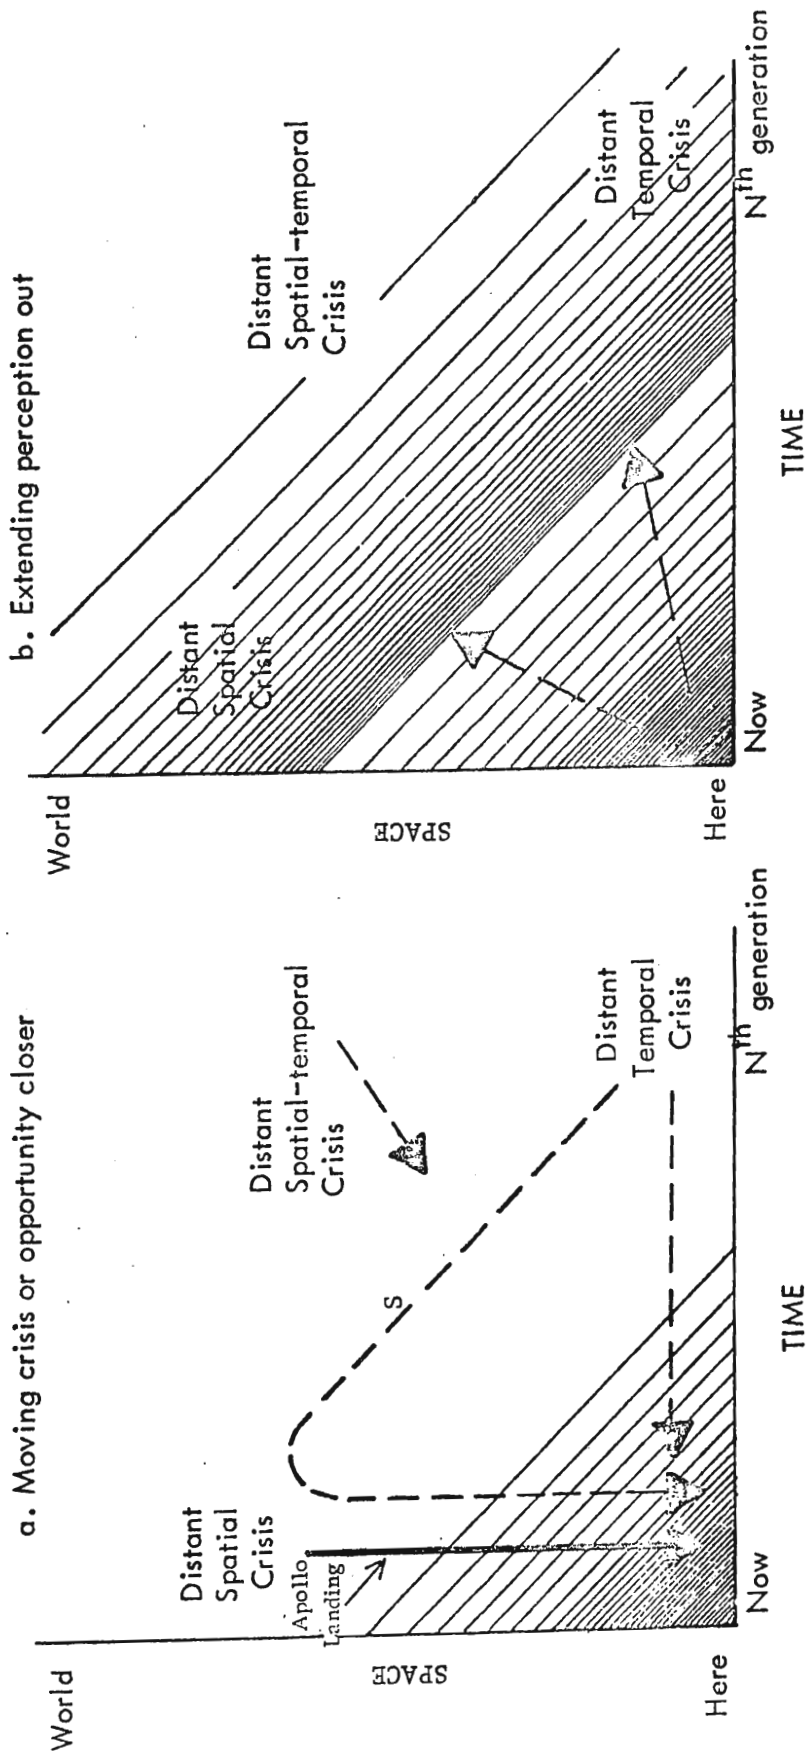 a. Moving crisis or opportunity closer
World
SPACE
Here
Distant
Spatial
Crisis
Apollo
Landing
Distant
Spatial-temporal
Crisis
S
Distant
Temporal
Crisis
Now
Nth generation
TIME
b. Extending perception out
World
SPACE
Here
Distant
Spatial
Crisis
Distant
Spatial-temporal
Crisis
Distant
Temporal
Crisis
Now
Nth generation
TIME